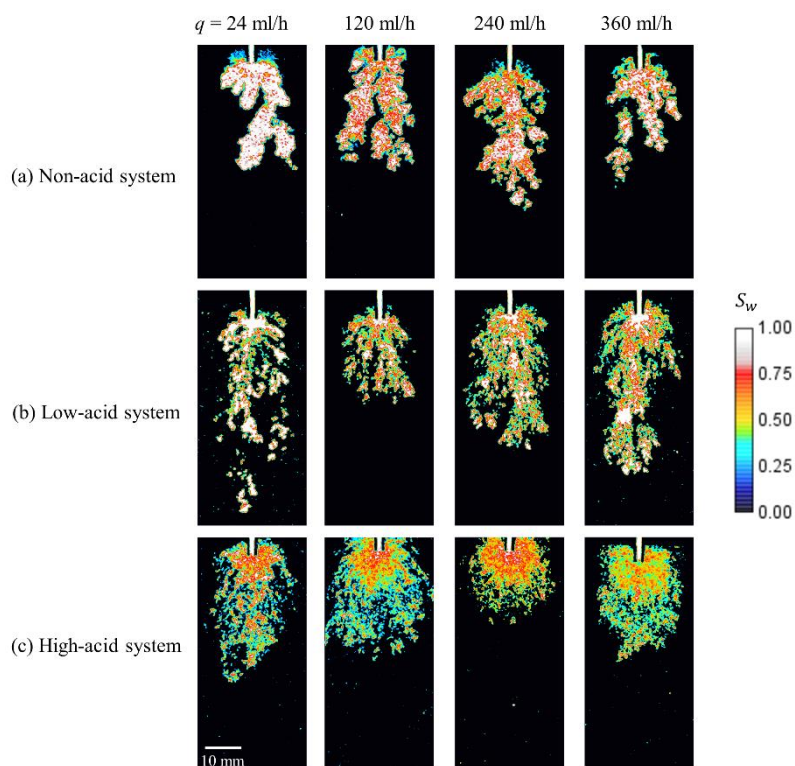 q = 24 ml/h 120 ml/h 240 ml/h 360 ml/h
(a) Non-acid system
S_w
1.00
0.75
(b) Low-acid system
0.50
0.25
0.00
(c) High-acid system
10 mm